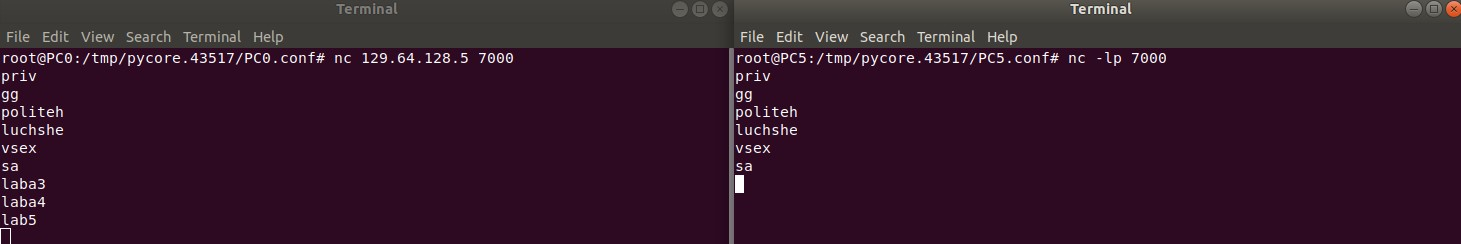 Terminal
File Edit View Search Terminal Help
root@PC0:/tmp/pycore.43517/PC0.conf# nc 129.64.128.5 7000
priv
gg
politeh
luchshe
vsex
sa
laba3
laba4
lab5
Terminal
File Edit View Search Terminal Help
root@PC5:/tmp/pycore.43517/PC5.conf# nc -lp 7000
priv
gg
politeh
luchshe
vsex
sa